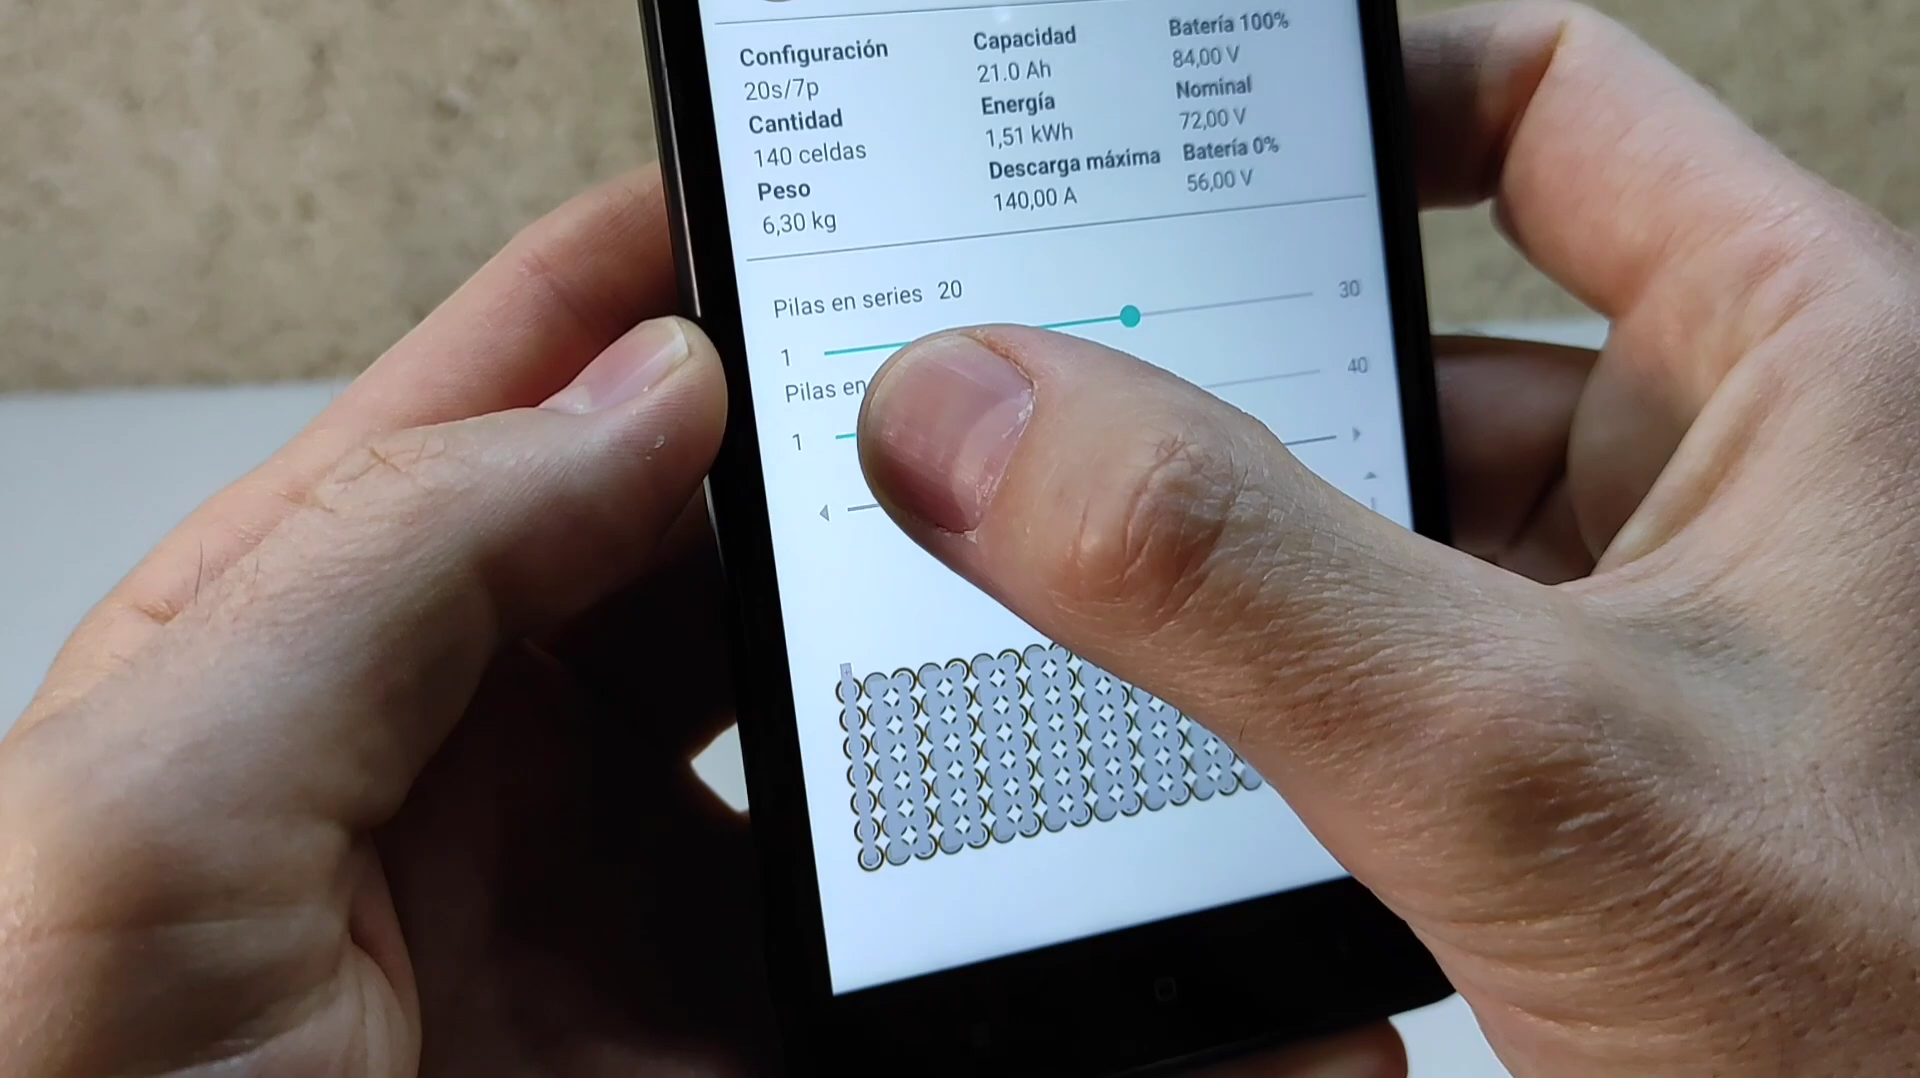 Configuración
20s/7p
Cantidad
140 celdas
Peso
6,30 kg
Capacidad
21.0 Ah
Energía
1,51 kWh
Descarga máxima
140,00 A
Batería 100%
84,00 V
Nominal
72,00 V
Batería 0%
56,00 V
Pilas en series 20
1 30
Pilas en
1 40